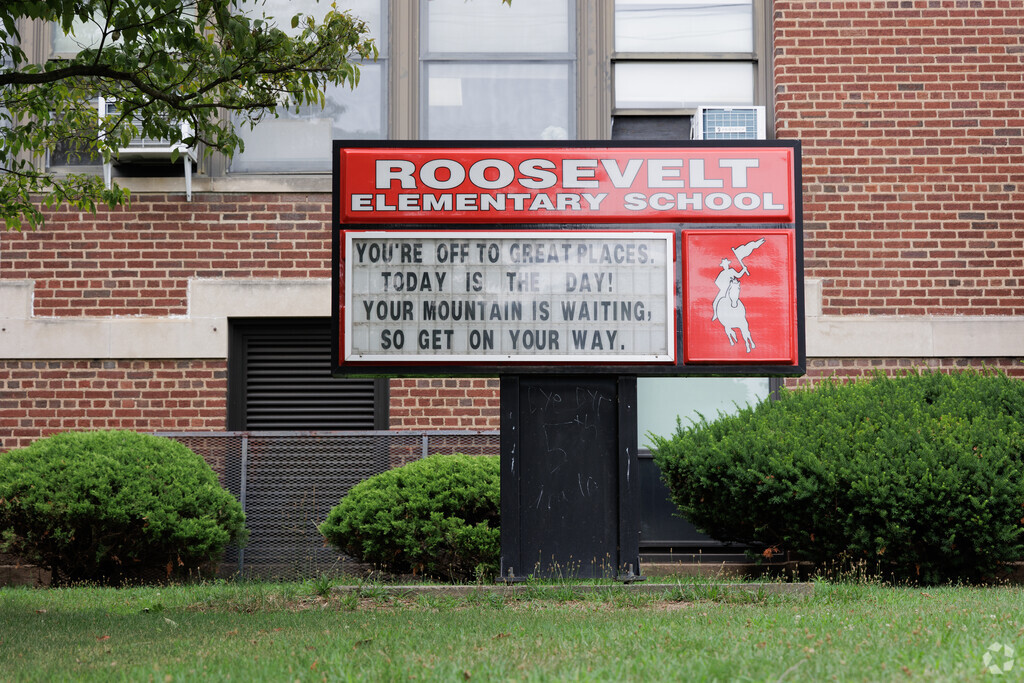 ROOSEVELT
ELEMENTARY SCHOOL
YOU'RE OFF TO GREAT PLACES.
TODAY IS THE DAY!
YOUR MOUNTAIN IS WAITING,
SO GET ON YOUR WAY.